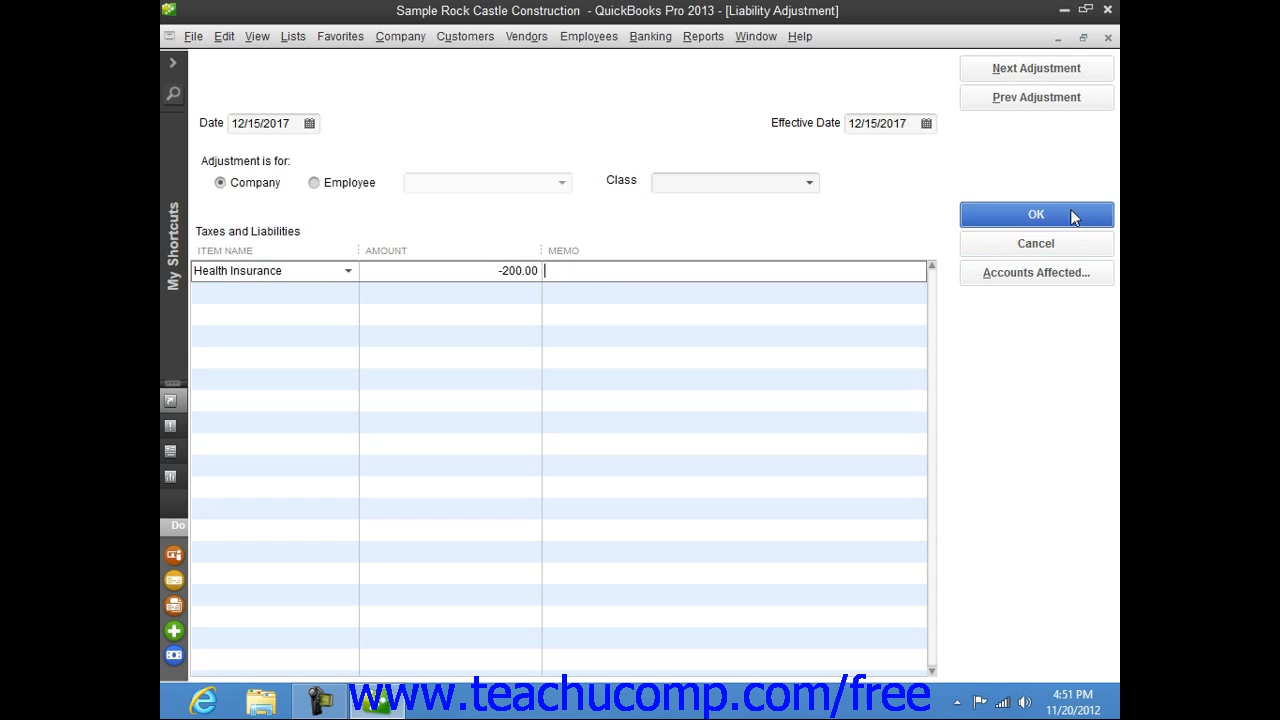 Sample Rock Castle Construction - QuickBooks Pro 2013 - [Liability Adjustment]
File Edit View Lists Favorites Company Customers Vendors Employees Banking Reports Window Help
Next Adjustment
Prev Adjustment
Date 12/15/2017 Effective Date 12/15/2017
Adjustment is for:
Company Employee Class
OK
Cancel
Accounts Affected...
Taxes and Liabilities
ITEM NAME AMOUNT MEMO
Health Insurance -200.00
My Shortcuts
Do
www.teachucomp.com/free
4:51 PM
11/20/2012